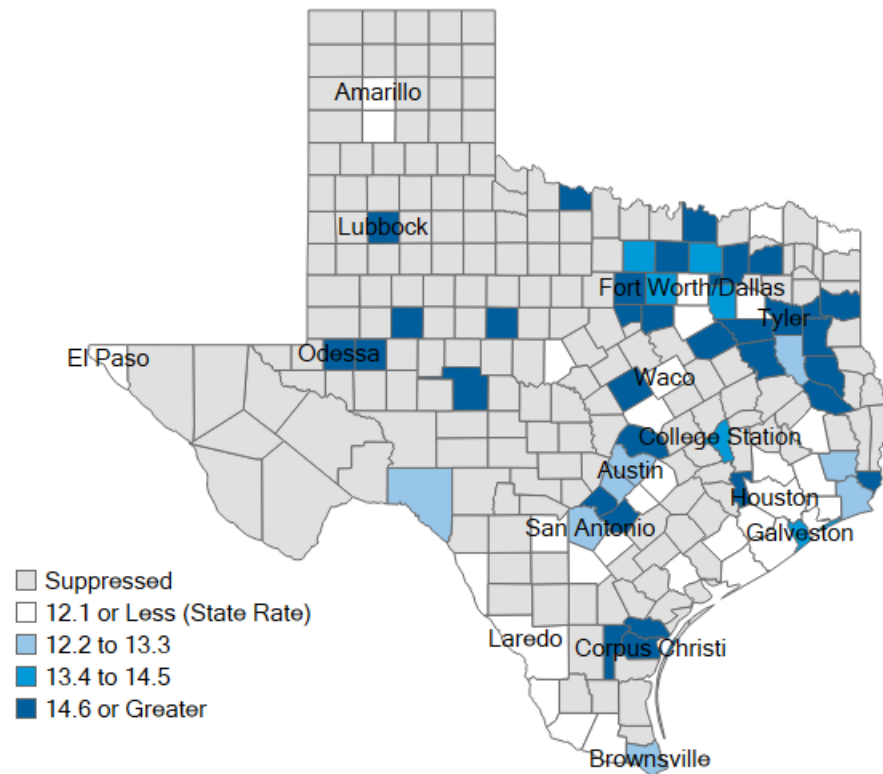 Amarillo
Lubbock
Fort Worth/Dallas
Tyler
El Paso
Odessa
Waco
College Station
Austin
Houston
San Antonio
Galveston
Suppressed
12.1 or Less (State Rate)
12.2 to 13.3
13.4 to 14.5
14.6 or Greater
Laredo
Corpus Christi
Brownsville